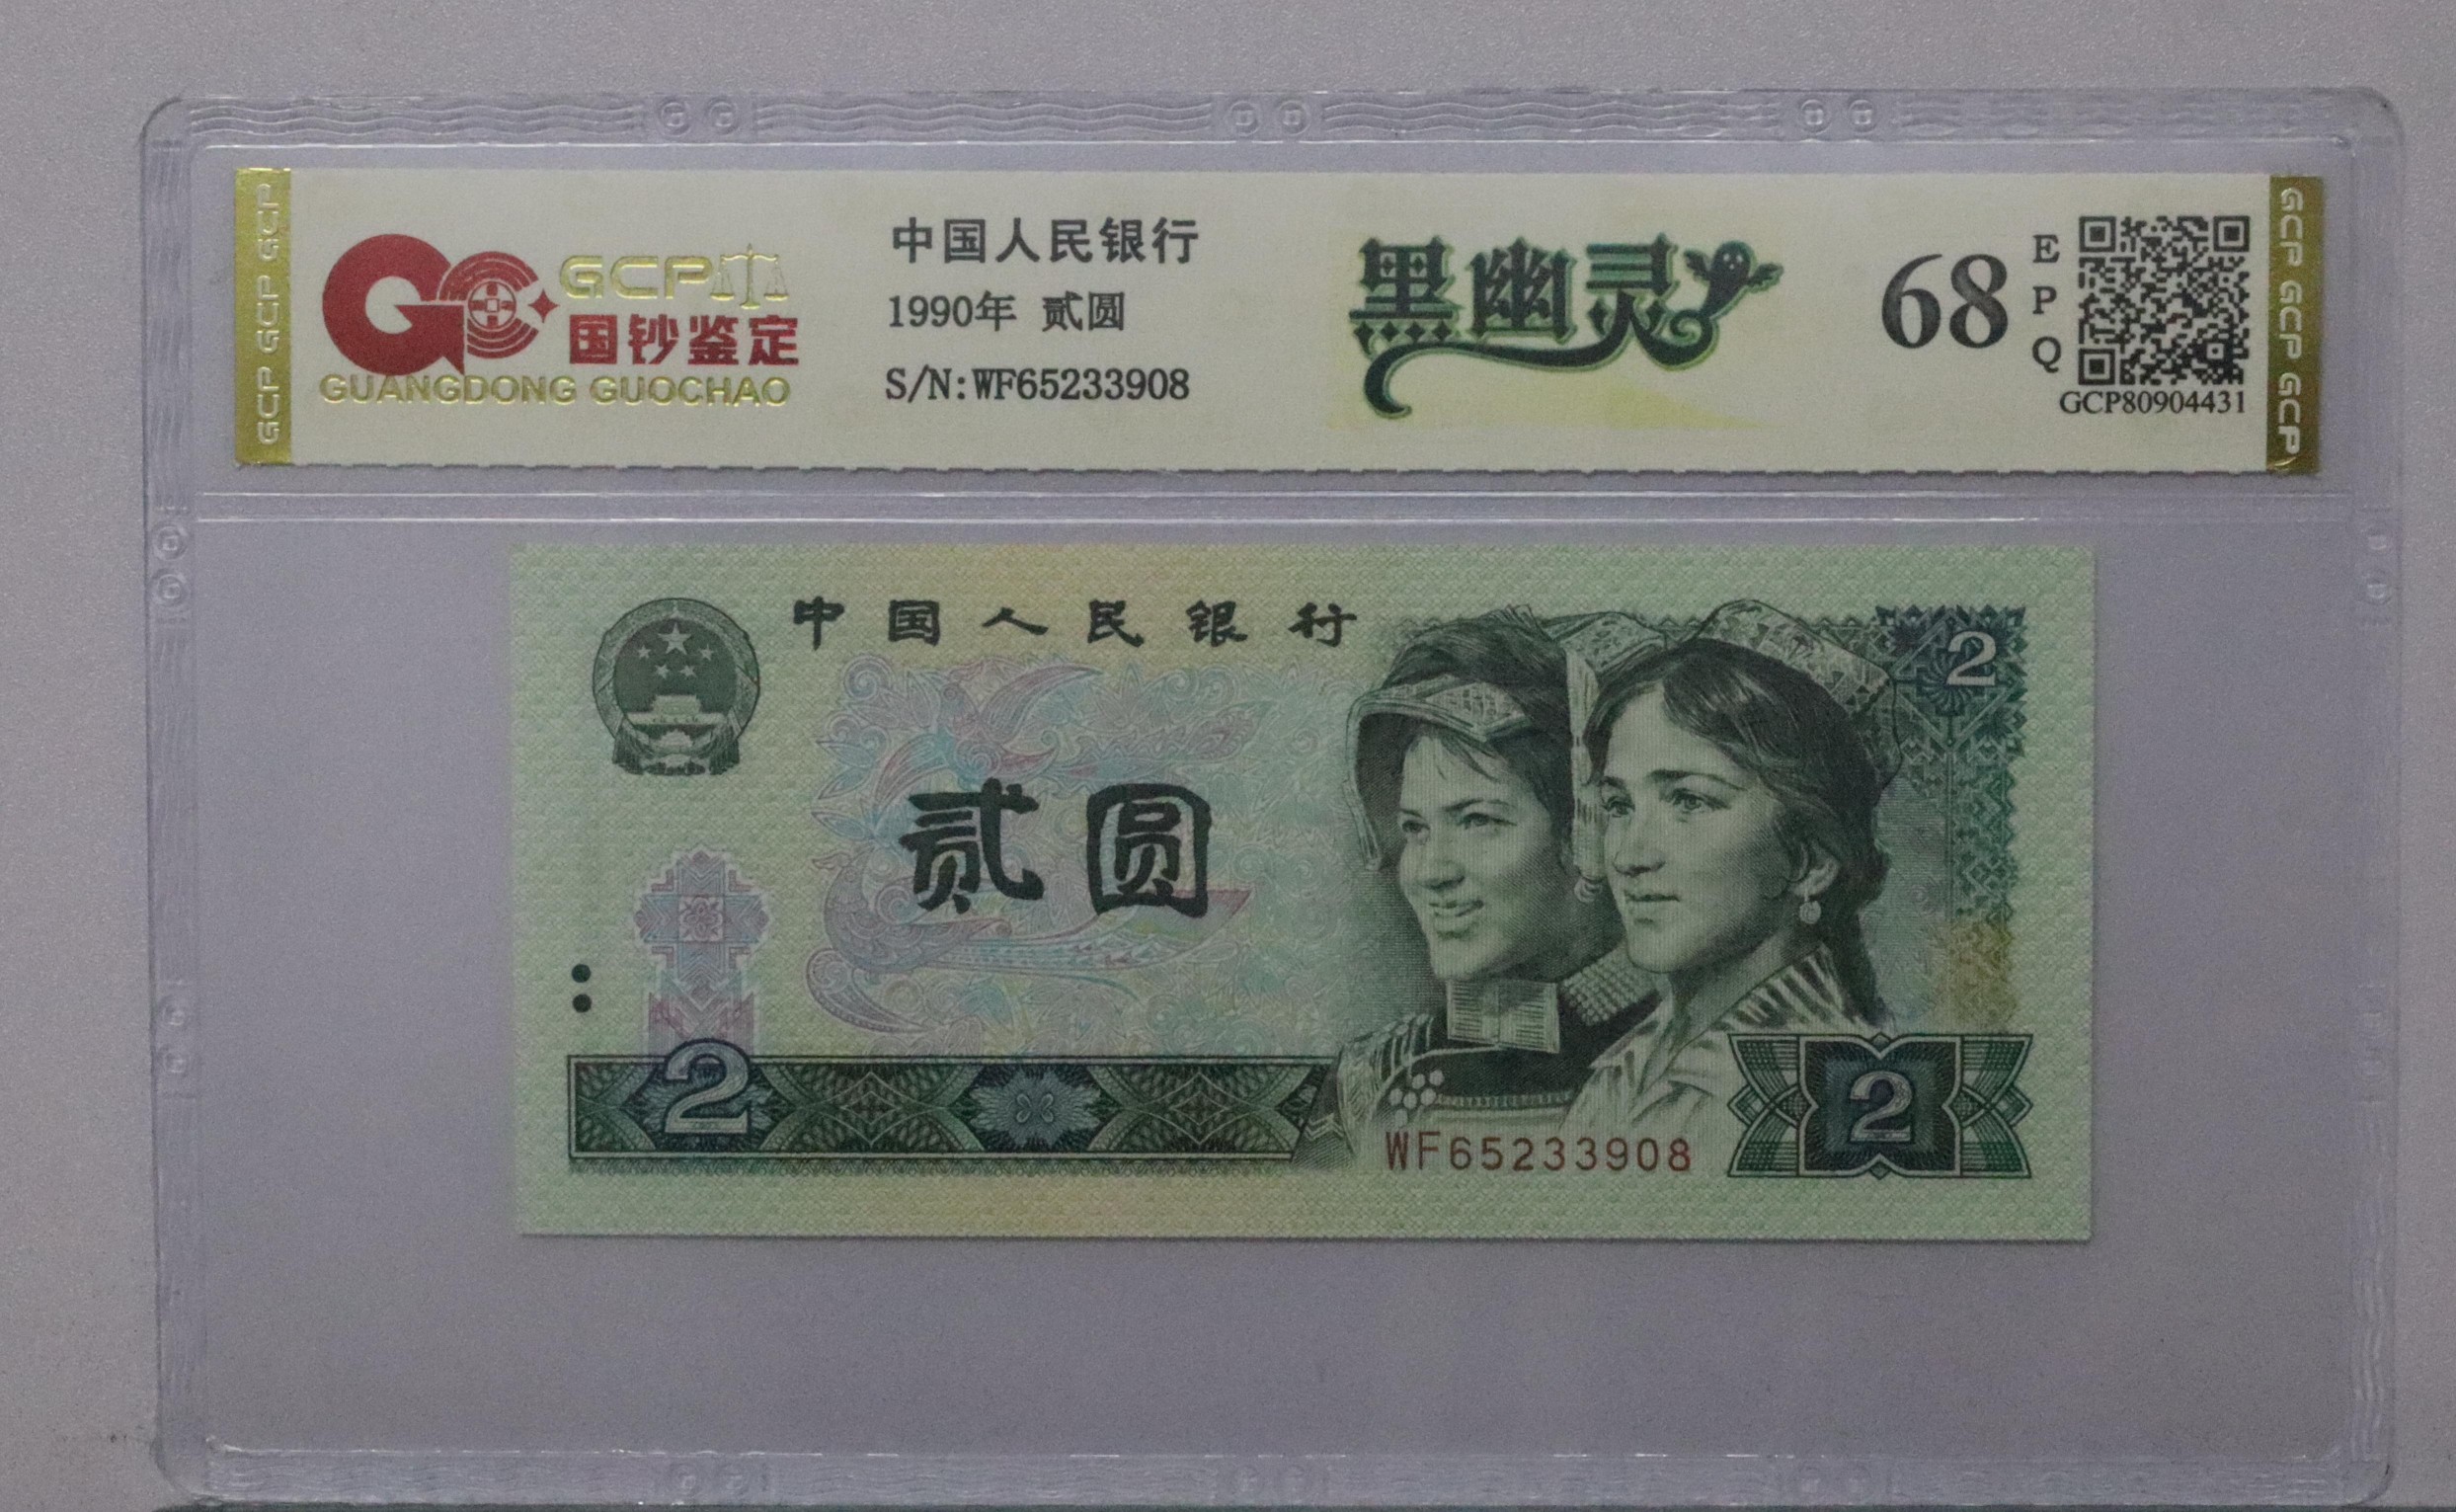 GCP GCP GCP GCP
GCP
国钞鉴定
GUANGDONG GUOCHAO
中国人民银行
1990年 贰圆
S/N:WF65233908
黑幽灵
68
E
P
Q
GCP80904431
GCP GCP GCP
中国人民银行
2
贰圆
2
2
WF65233908